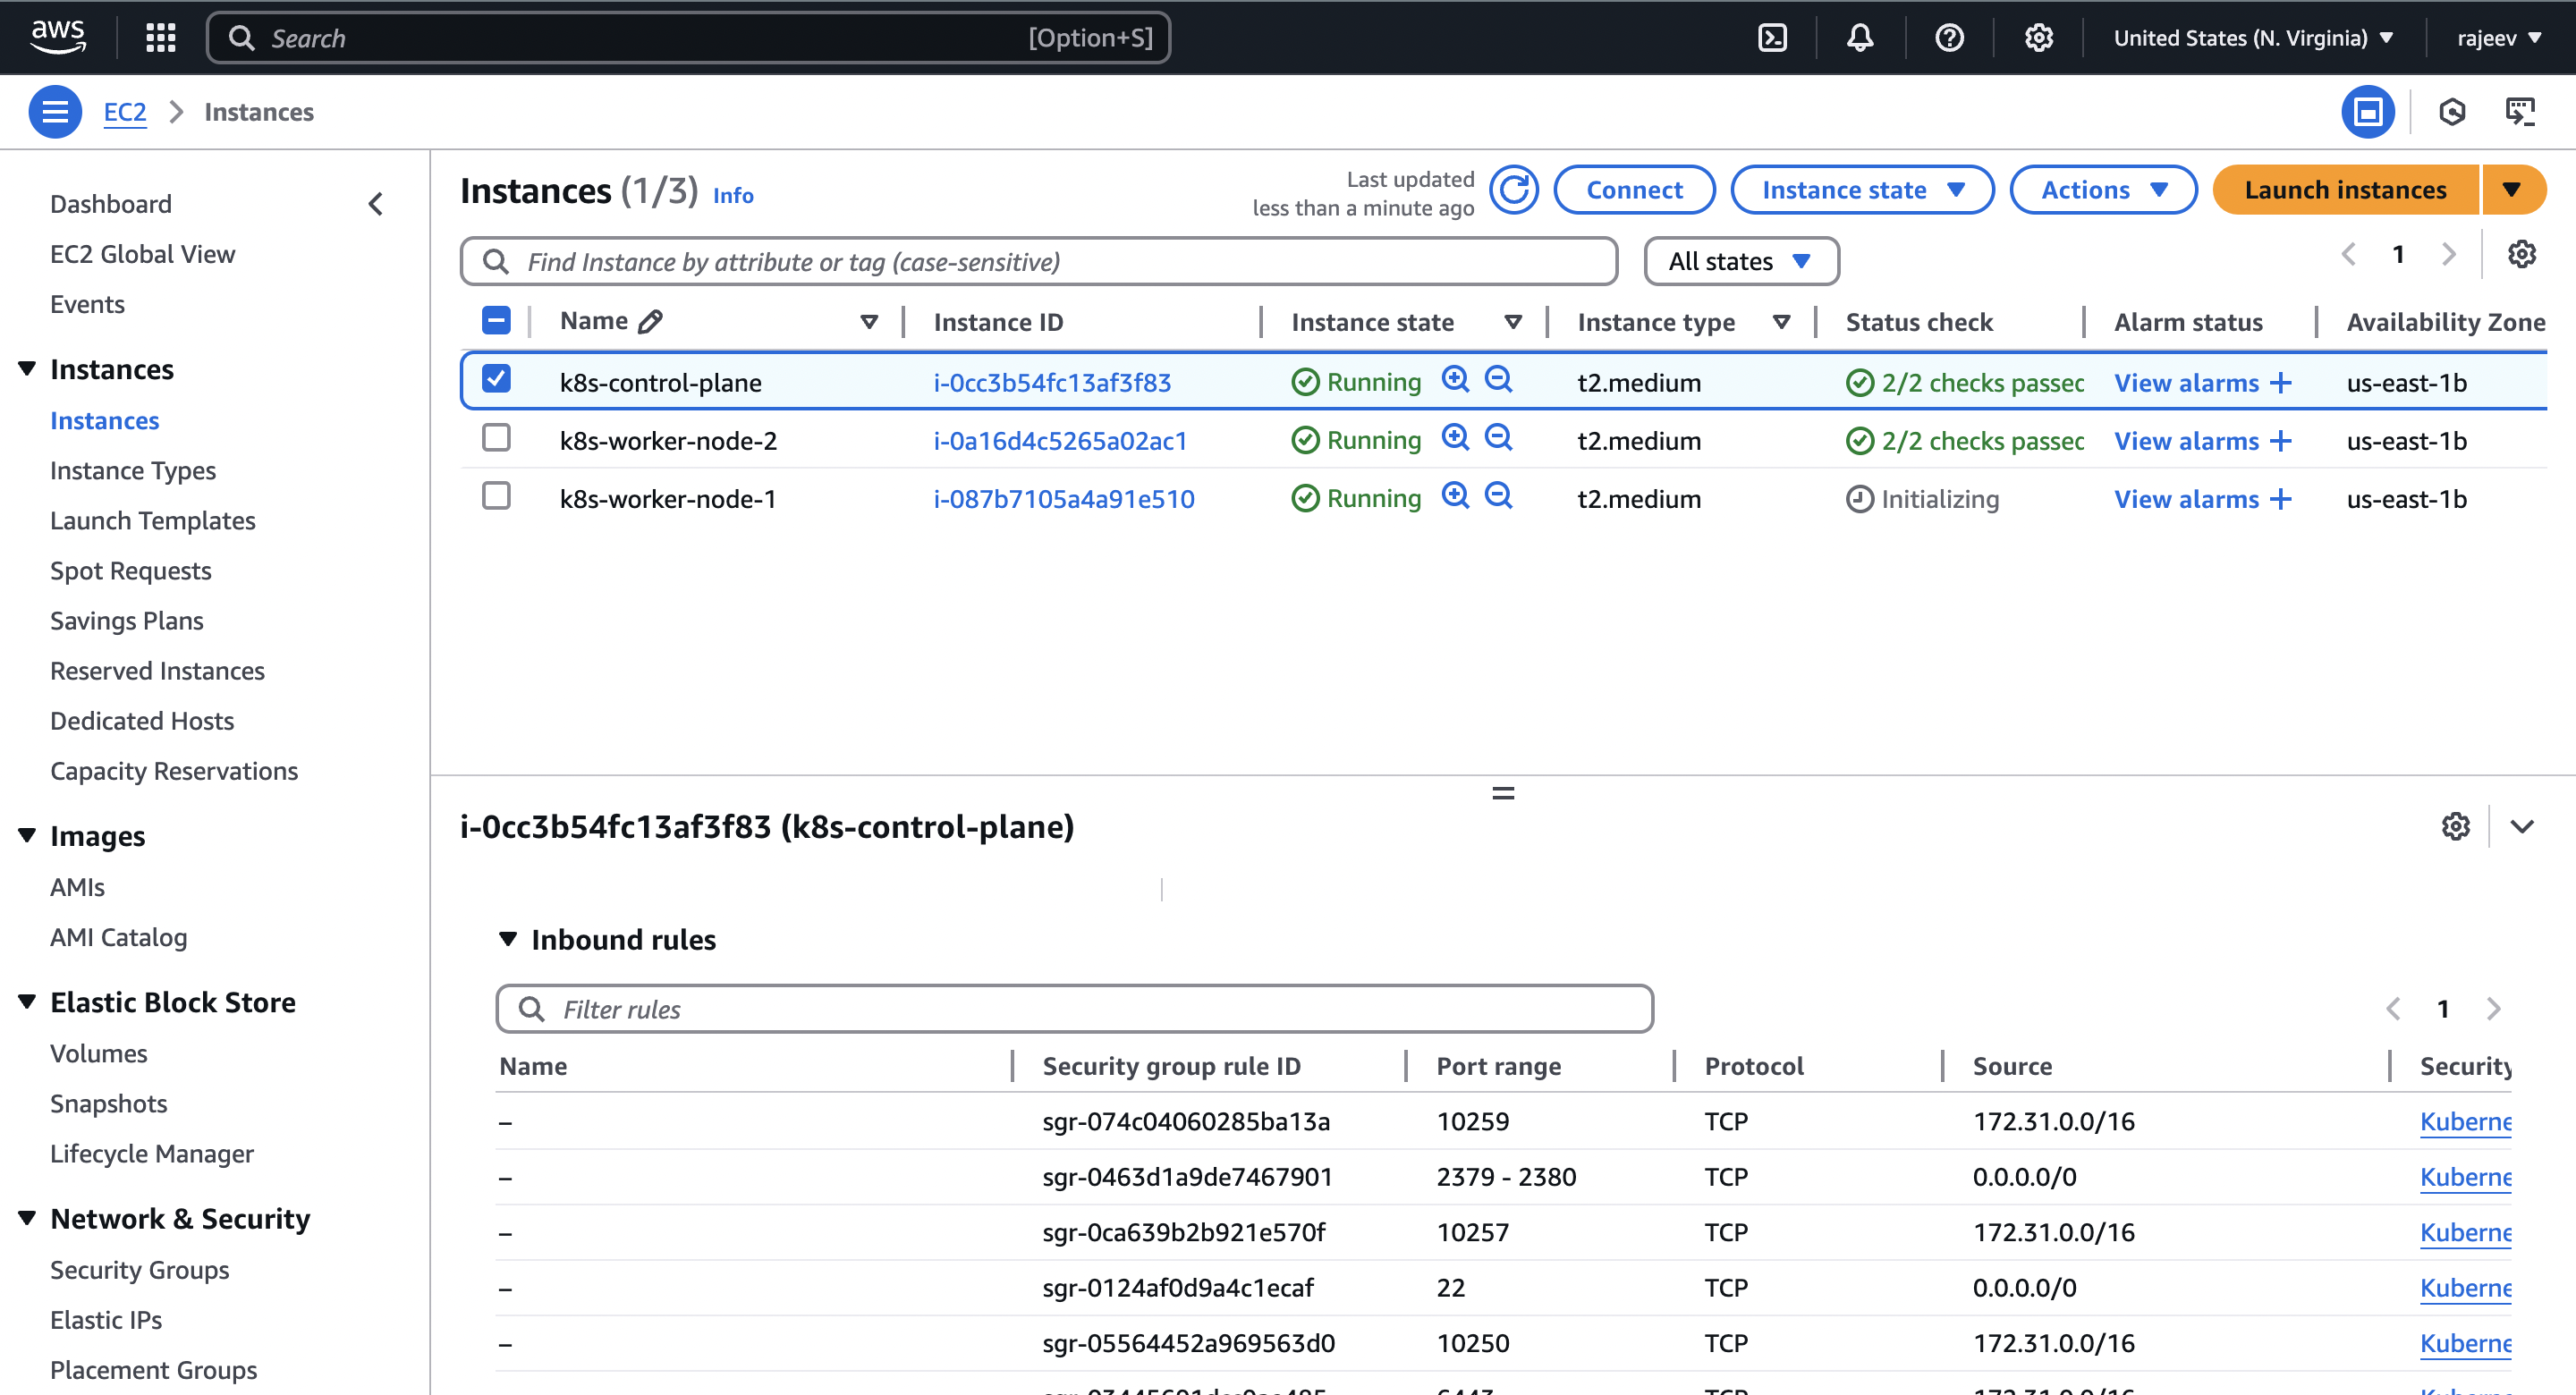 aws Search [Option+S] United States (N. Virginia) rajeev
EC2 Instances
Dashboard
EC2 Global View
Events
Instances
Instances
Instance Types
Launch Templates
Spot Requests
Savings Plans
Reserved Instances
Dedicated Hosts
Capacity Reservations
Images
AMIs
AMI Catalog
Elastic Block Store
Volumes
Snapshots
Lifecycle Manager
Network & Security
Security Groups
Elastic IPs
Placement Groups
Instances (1/3) Info
Last updated
less than a minute ago
Connect Instance state Actions Launch instances
Find Instance by attribute or tag (case-sensitive) All states 1
Name Instance ID Instance state Instance type Status check Alarm status Availability Zone
k8s-control-plane i-0cc3b54fc13af3f83 Running t2.medium 2/2 checks passed View alarms + us-east-1b
k8s-worker-node-2 i-0a16d4c5265a02ac1 Running t2.medium 2/2 checks passed View alarms + us-east-1b
k8s-worker-node-1 i-087b7105a4a91e510 Running t2.medium Initializing View alarms + us-east-1b
i-0cc3b54fc13af3f83 (k8s-control-plane)
Inbound rules
Filter rules 1
Name Security group rule ID Port range Protocol Source Security
– sgr-074c04060285ba13a 10259 TCP 172.31.0.0/16 Kuberne
– sgr-0463d1a9de7467901 2379 - 2380 TCP 0.0.0.0/0 Kuberne
– sgr-0ca639b2b921e570f 10257 TCP 172.31.0.0/16 Kuberne
– sgr-0124af0d9a4c1ecaf 22 TCP 0.0.0.0/0 Kuberne
– sgr-05564452a969563d0 10250 TCP 172.31.0.0/16 Kuberne
6443 TCP 172.31.0.0/16 Kuberne